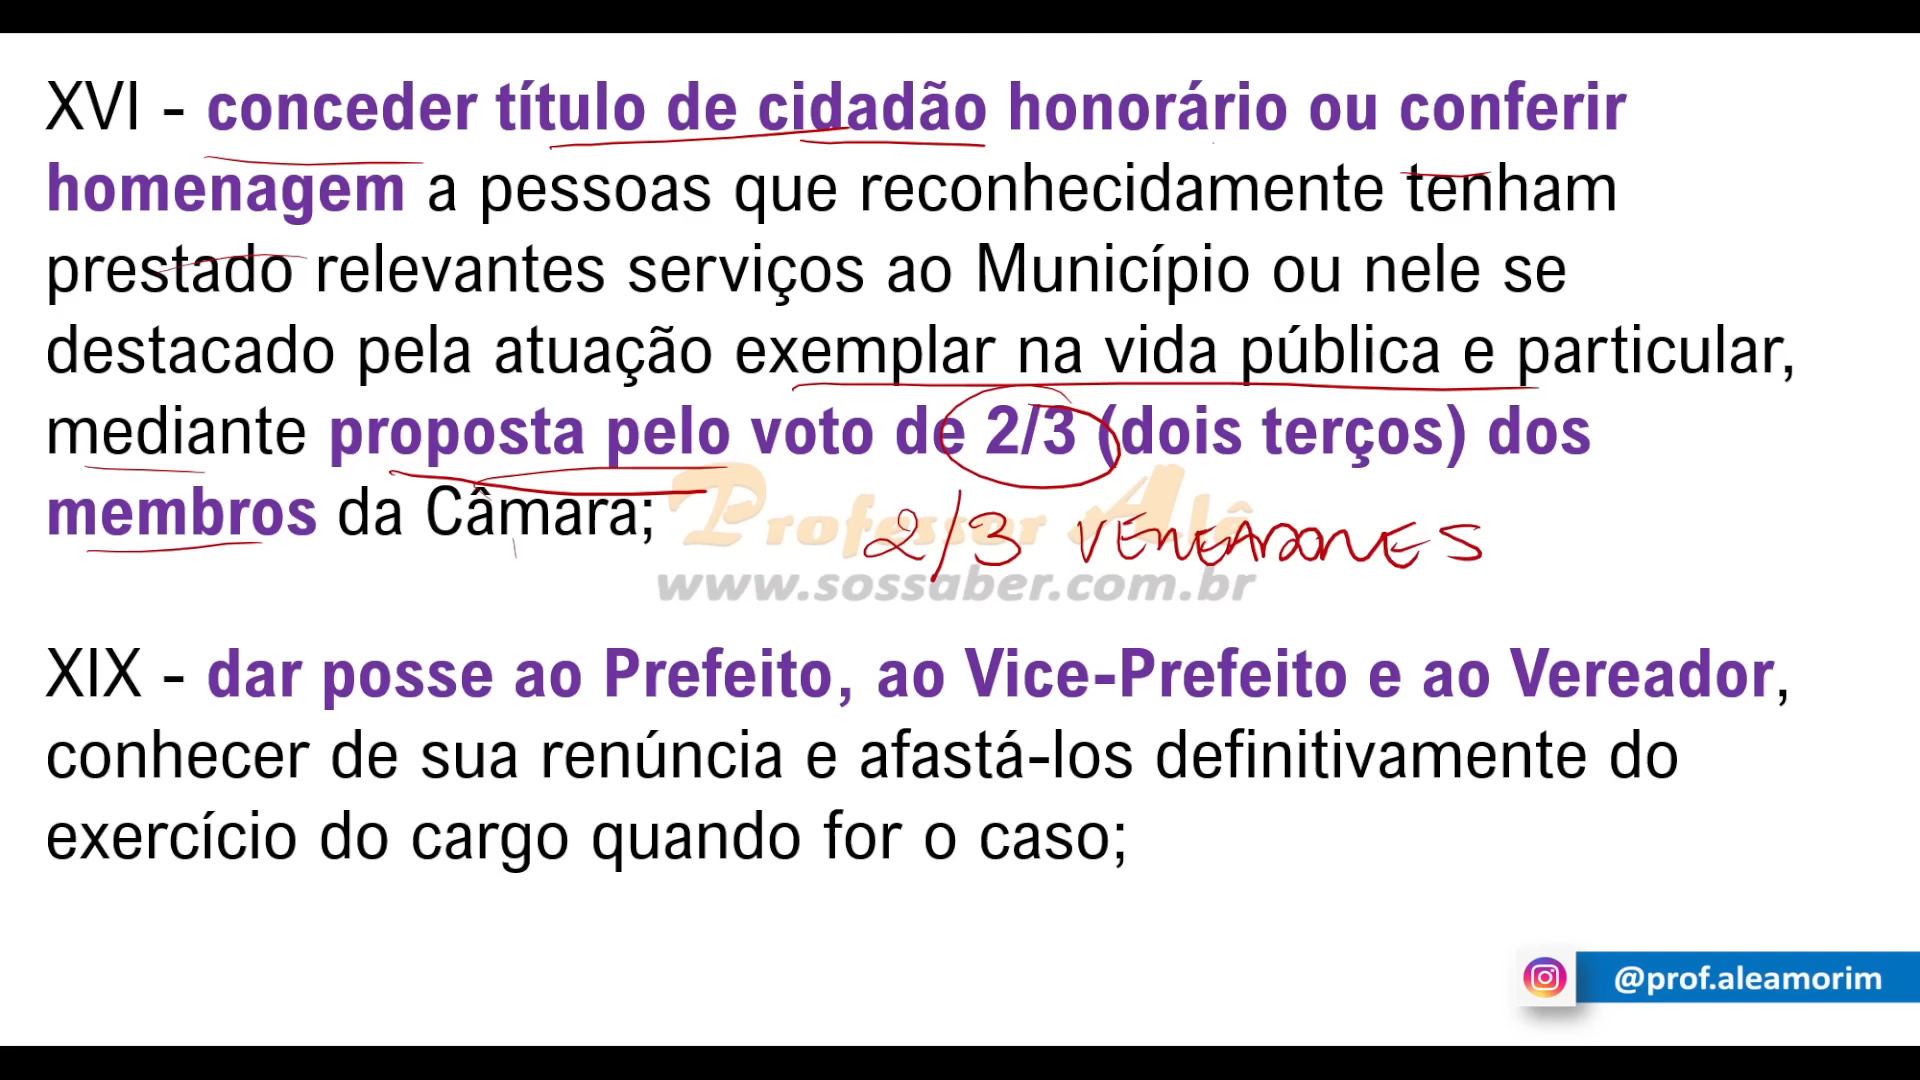 XVI - conceder título de cidadão honorário ou conferir
homenagem a pessoas que reconhecidamente tenham
prestado relevantes serviços ao Município ou nele se
destacado pela atuação exemplar na vida pública e particular,
mediante proposta pelo voto de 2/3 (dois terços) dos
membros da Câmara;
Professor Alê
2/3 VEREADORES
www.sossaber.com.br
XIX - dar posse ao Prefeito, ao Vice-Prefeito e ao Vereador,
conhecer de sua renúncia e afastá-los definitivamente do
exercício do cargo quando for o caso;
@prof.aleamorim